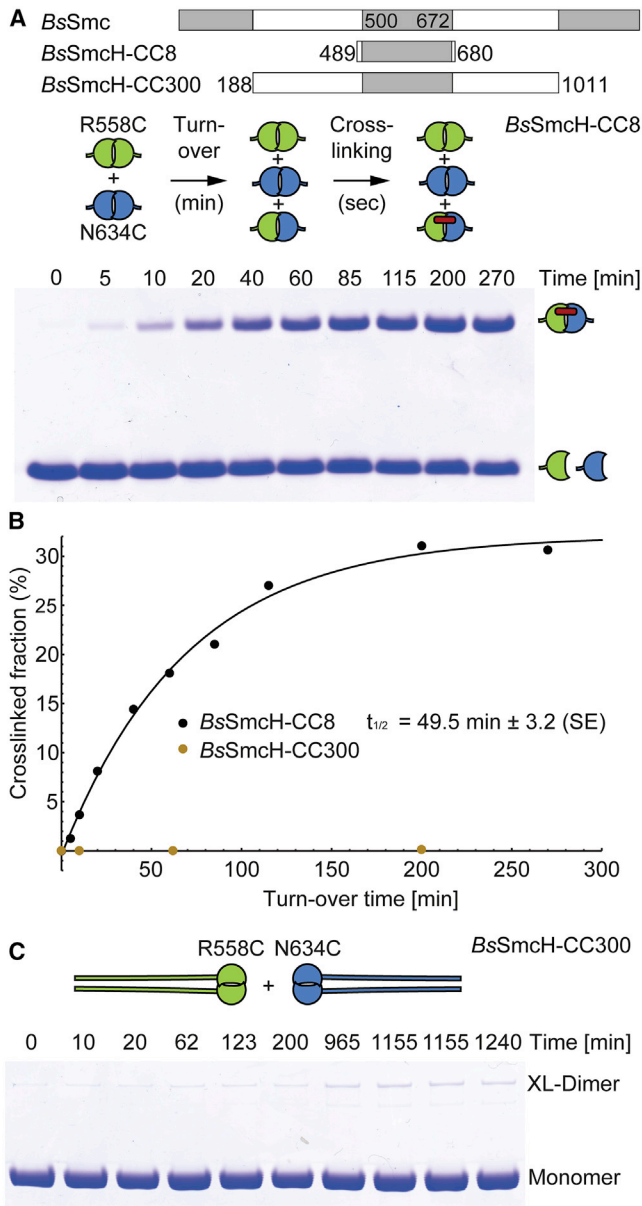 A
BsSmc 500 672
BsSmcH-CC8 489 680
BsSmcH-CC300 188 1011
R558C Turn- Cross- BsSmcH-CC8
+ over + linking +
(min) + (sec) +
N634C
0 5 10 20 40 60 85 115 200 270 Time [min]
B
Crosslinked fraction (%)
30
25
20
15
10
5
BsSmcH-CC8 t1/2 = 49.5 min ± 3.2 (SE)
BsSmcH-CC300
50 100 150 200 250 300
Turn-over time [min]
C
R558C N634C BsSmcH-CC300
+
0 10 20 62 123 200 965 1155 1155 1240 Time [min]
XL-Dimer
Monomer